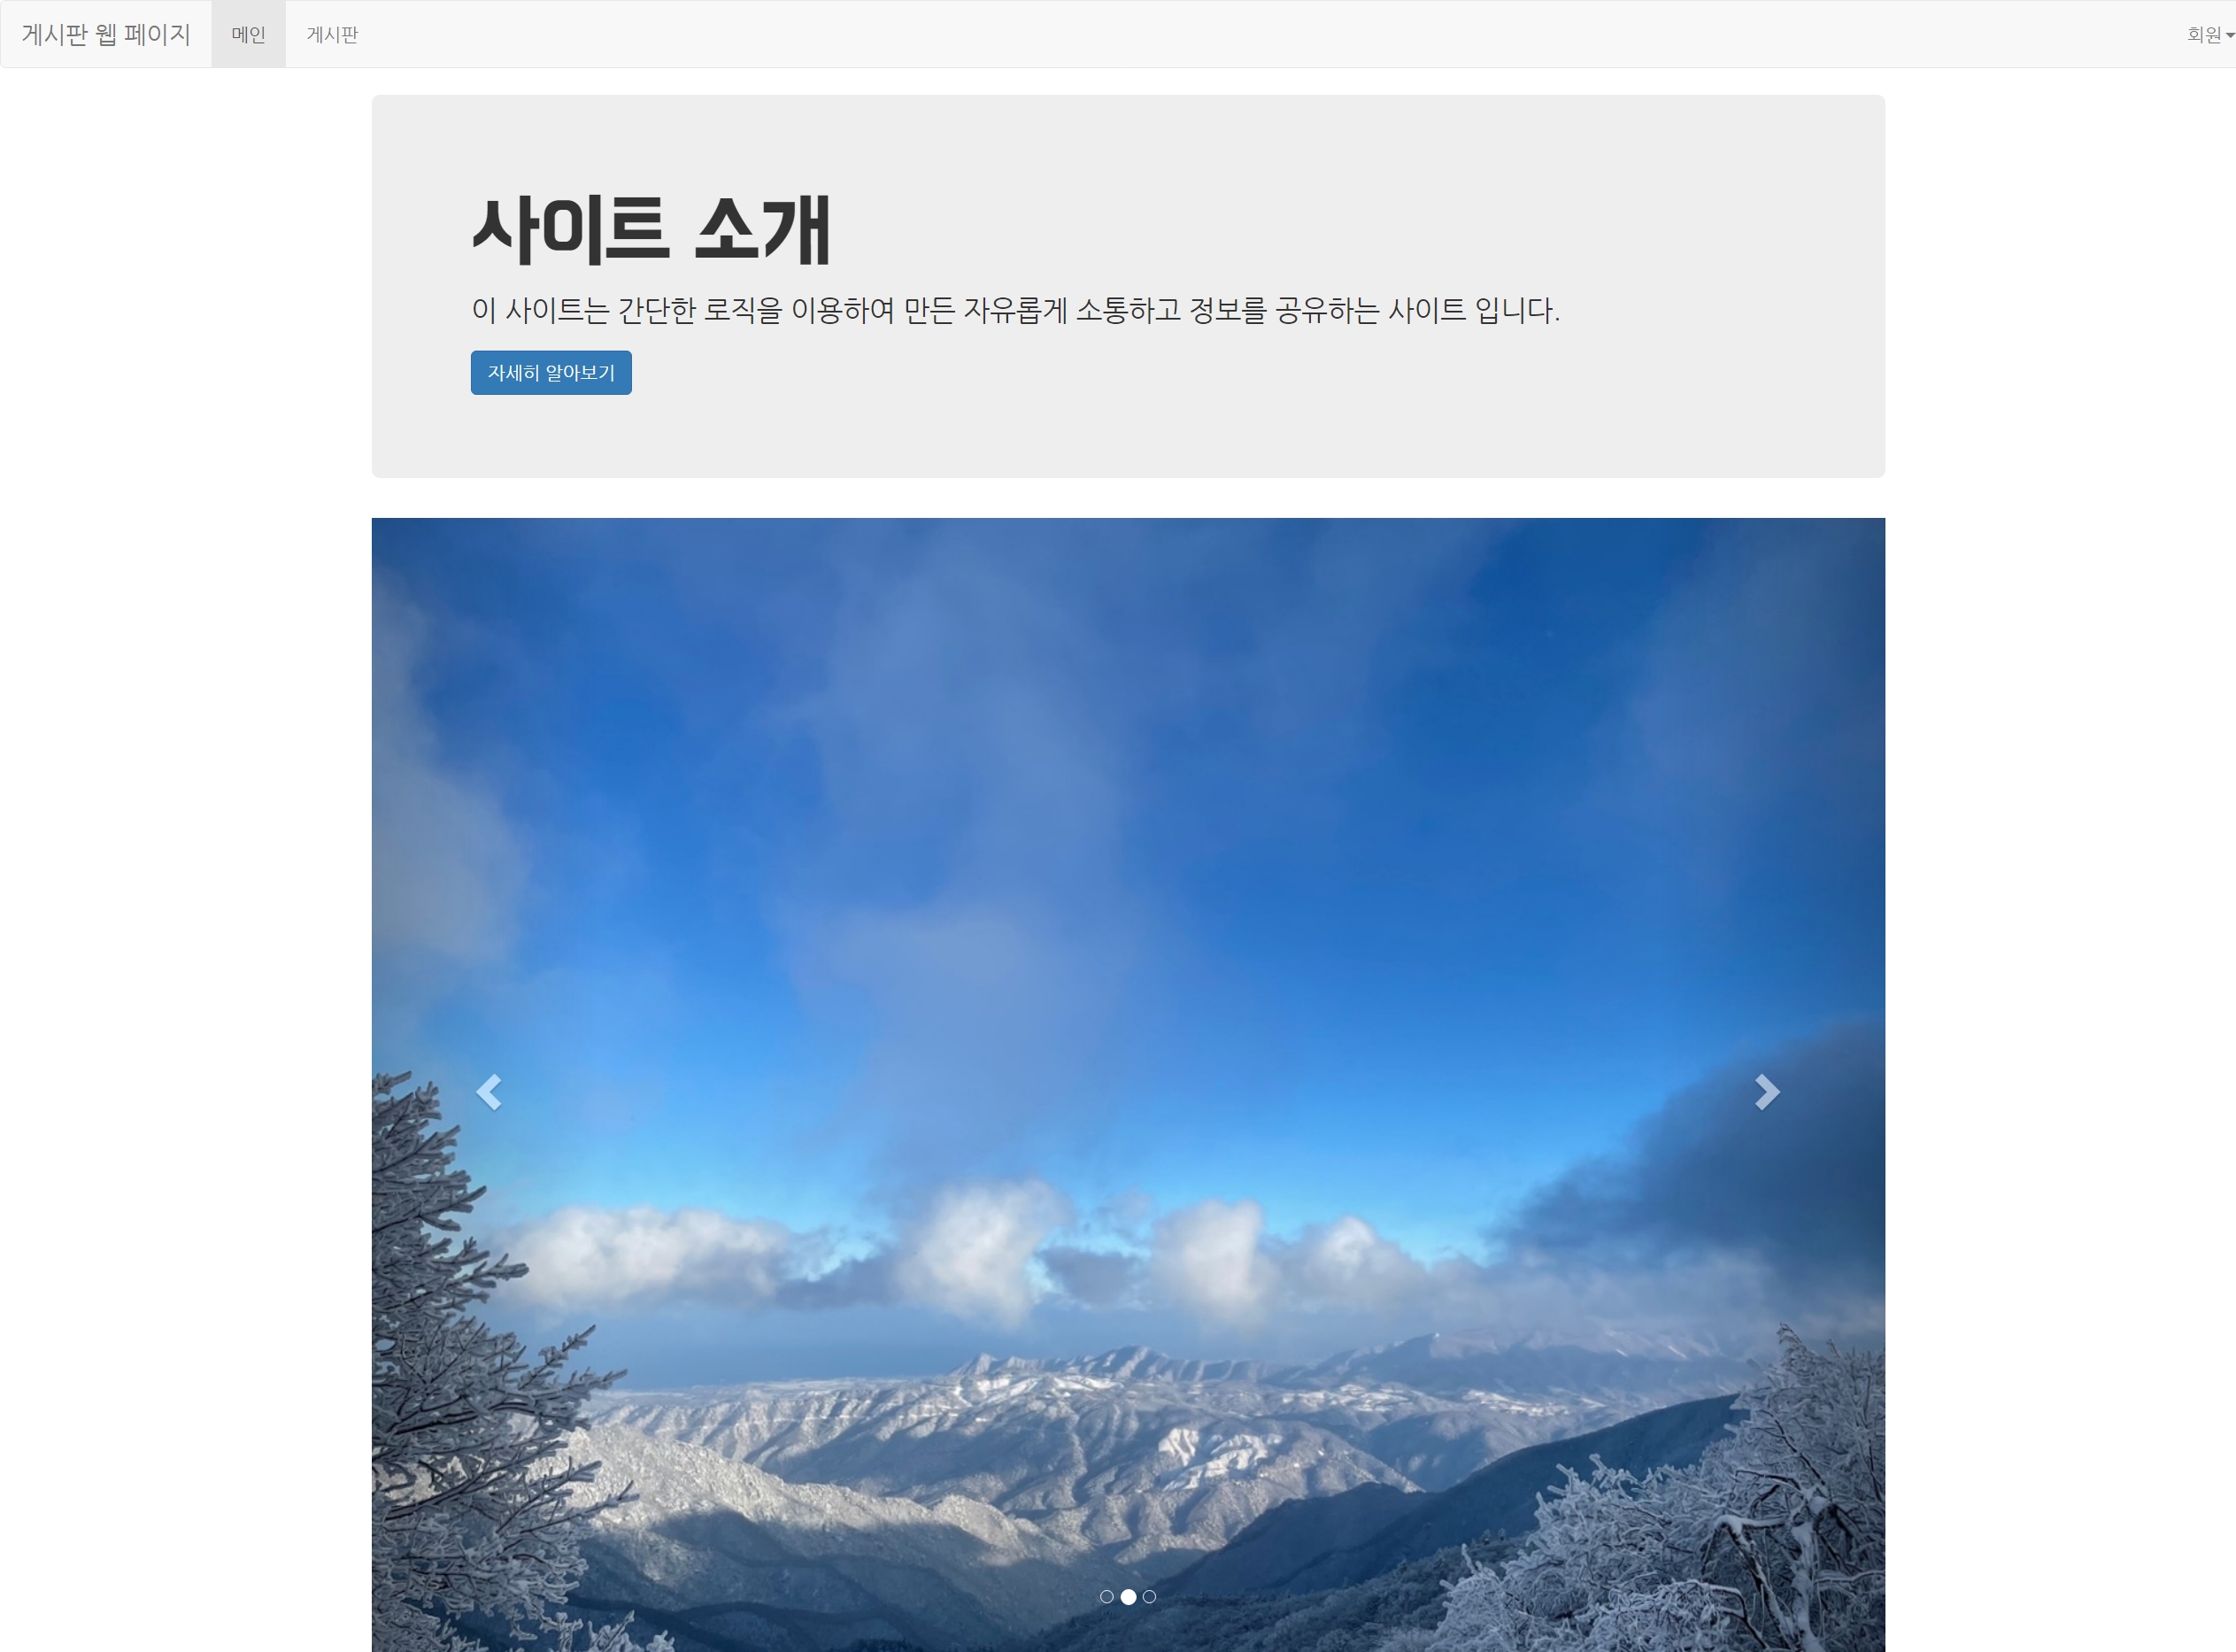 게시판 웹 페이지 메인 게시판 회원
사이트 소개
이 사이트는 간단한 로직을 이용하여 만든 자유롭게 소통하고 정보를 공유하는 사이트 입니다.
자세히 알아보기